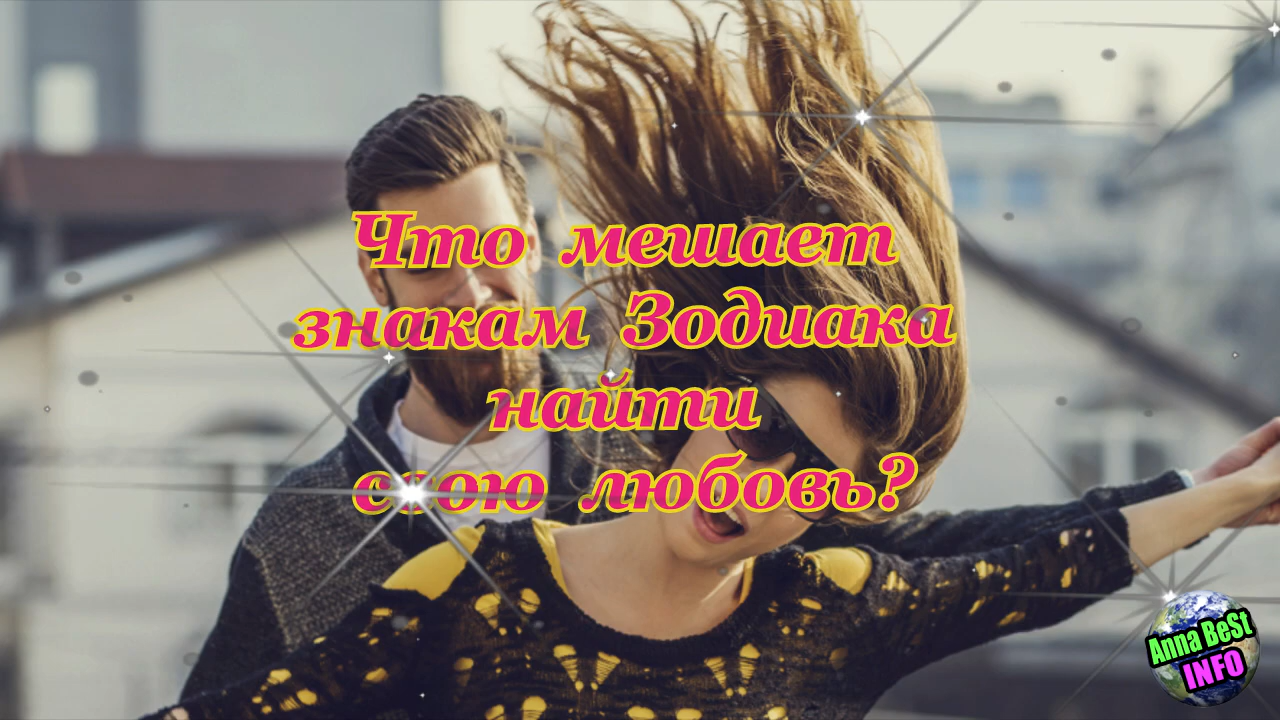 Что мешает
знакам Зодиака
найти
свою любовь?
Anna BeSt
INFO